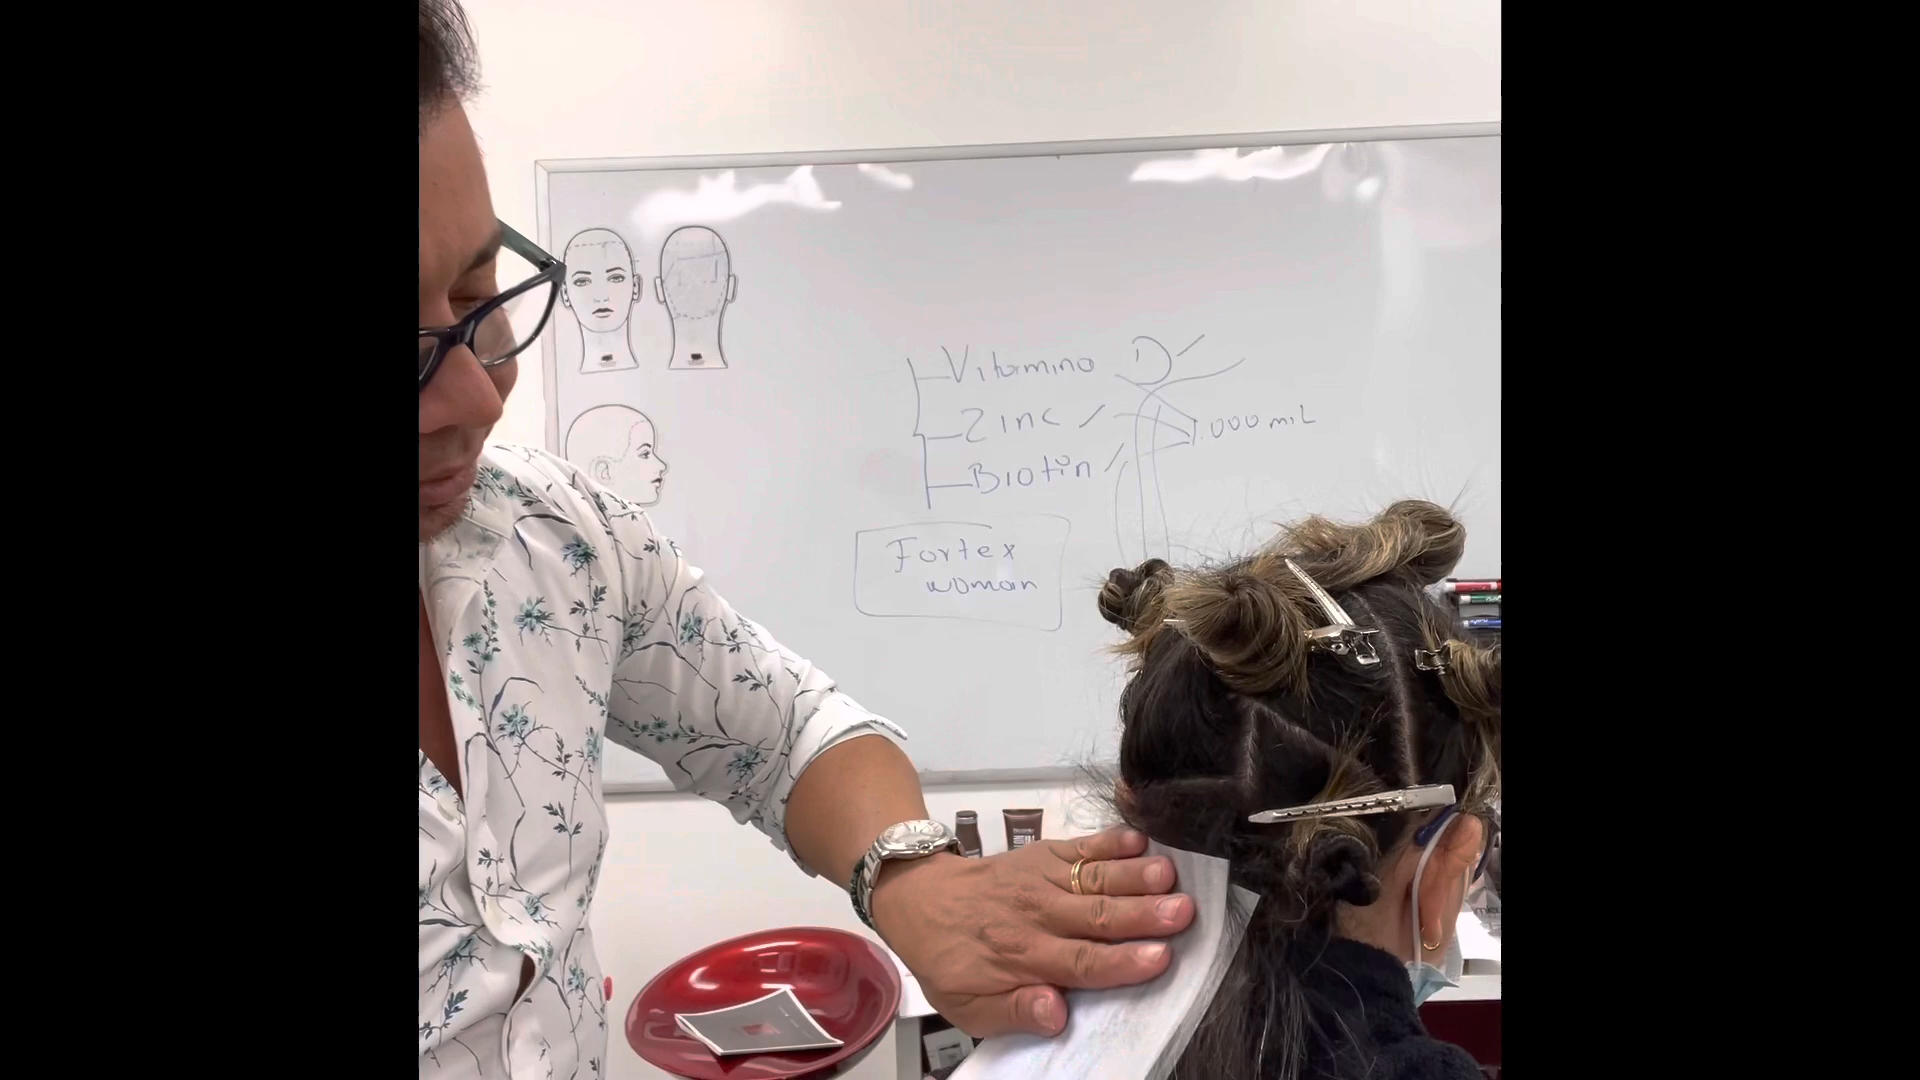 Vitamina D
Zinc
Biotin
1.000 mil
Fortex
woman